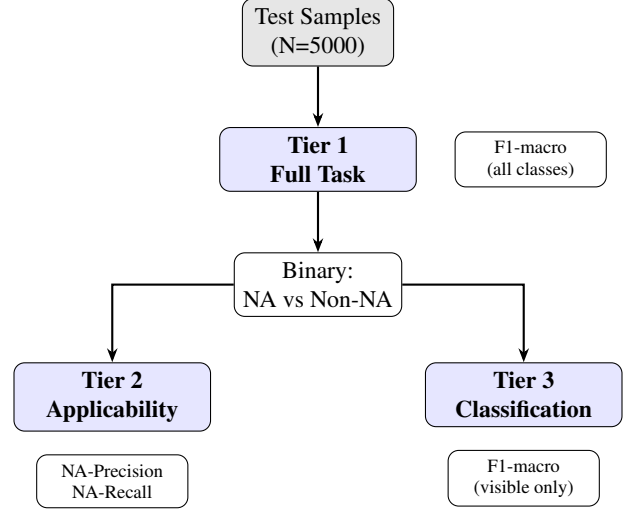 Test Samples
(N=5000)
Tier 1
Full Task
F1-macro
(all classes)
Binary:
NA vs Non-NA
Tier 2
Applicability
Tier 3
Classification
NA-Precision
NA-Recall
F1-macro
(visible only)